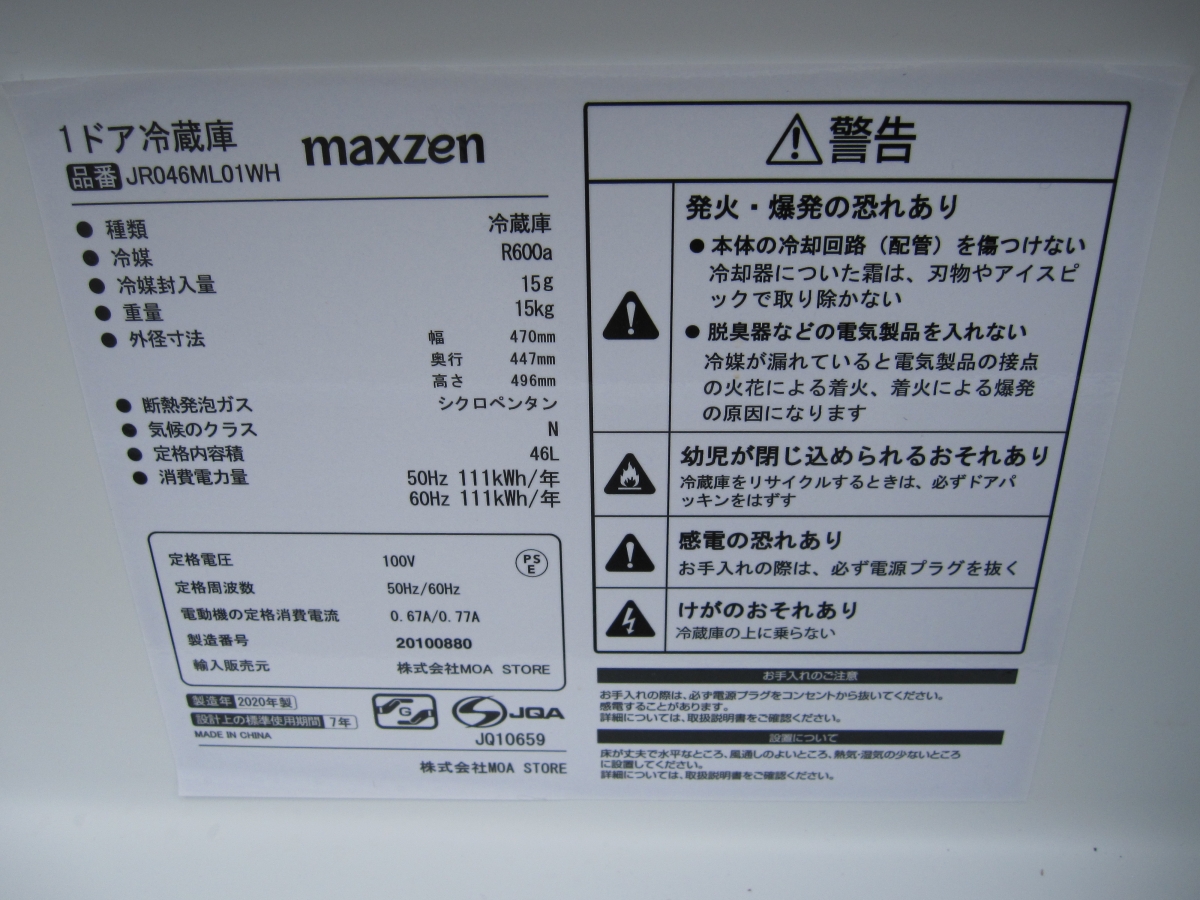 1ドア冷蔵庫
maxzen
品番 JR046ML01WH
● 種類 冷蔵庫
● 冷媒 R600a
● 冷媒封入量 15g
● 重量 15kg
● 外径寸法 幅 470mm
奥行 447mm
高さ 496mm
● 断熱発泡ガス シクロペンタン
● 気候のクラス N
● 定格内容積 46L
● 消費電力量 50Hz 111kWh/年
60Hz 111kWh/年
定格電圧 100V
PS
E
定格周波数 50Hz/60Hz
電動機の定格消費電流 0.67A/0.77A
製造番号 20100880
輸入販売元 株式会社MOA STORE
製造年 2020年製
設計上の標準使用期間 7年
MADE IN CHINA
G
JQA
JQ10659
株式会社MOA STORE
警告
発火・爆発の恐れあり
● 本体の冷却回路（配管）を傷つけない
冷却器についた霜は、刃物やアイスピ
ックで取り除かない
● 脱臭器などの電気製品を入れない
冷媒が漏れていると電気製品の接点
の火花による着火、着火による爆発
の原因になります
幼児が閉じ込められるおそれあり
冷蔵庫をリサイクルするときは、必ずドアパ
ッキンをはずす
感電の恐れあり
お手入れの際は、必ず電源プラグを抜く
けがのおそれあり
冷蔵庫の上に乗らない
お手入れのご注意
お手入れの際は、必ず電源プラグをコンセントから抜いてください。
感電することがあります。
詳細については、取扱説明書をご確認ください。
設置について
床が丈夫で水平なところ、風通しのよいところ、熱気・湿気の少ないところ
に設置してください。
詳細については、取扱説明書をご確認ください。